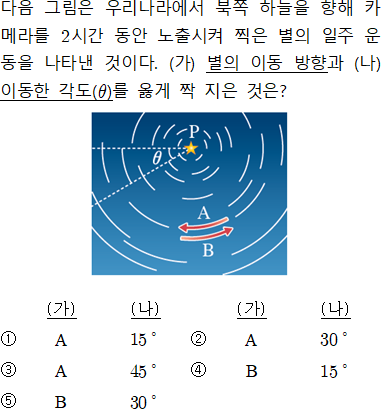 다음 그림은 우리나라에서 북쪽 하늘을 향해 카
메라를 2시간 동안 노출시켜 찍은 별의 일주 운
동을 나타낸 것이다. (가) 별의 이동 방향과 (나)
이동한 각도(θ)를 옳게 짝 지은 것은?
P
θ
A
B
(가) (나) (가) (나)
① A 15° ② A 30°
③ A 45° ④ B 15°
⑤ B 30°